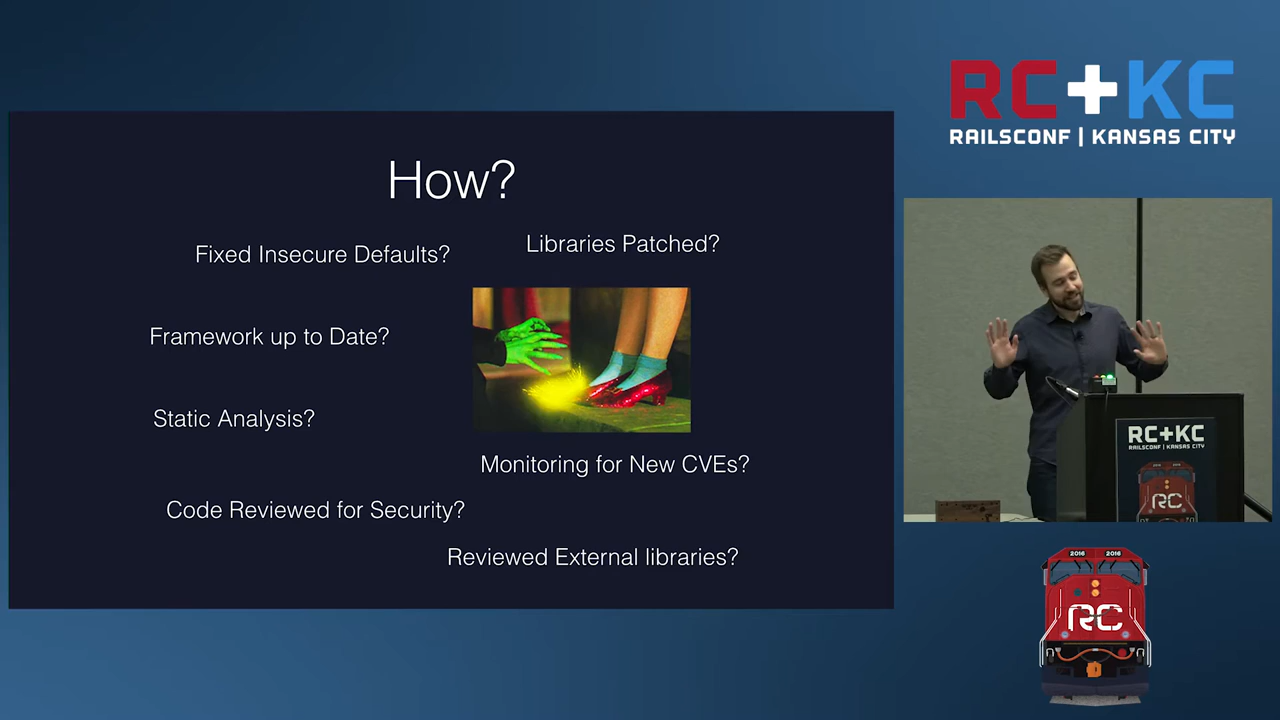 How?
Fixed Insecure Defaults?
Libraries Patched?
Framework up to Date?
Static Analysis?
Monitoring for New CVEs?
Code Reviewed for Security?
Reviewed External libraries?
RC+KC
RAILSCONF | KANSAS CITY
RC+KC
RAILSCONF | KANSAS CITY
RC
2016 2016
RC